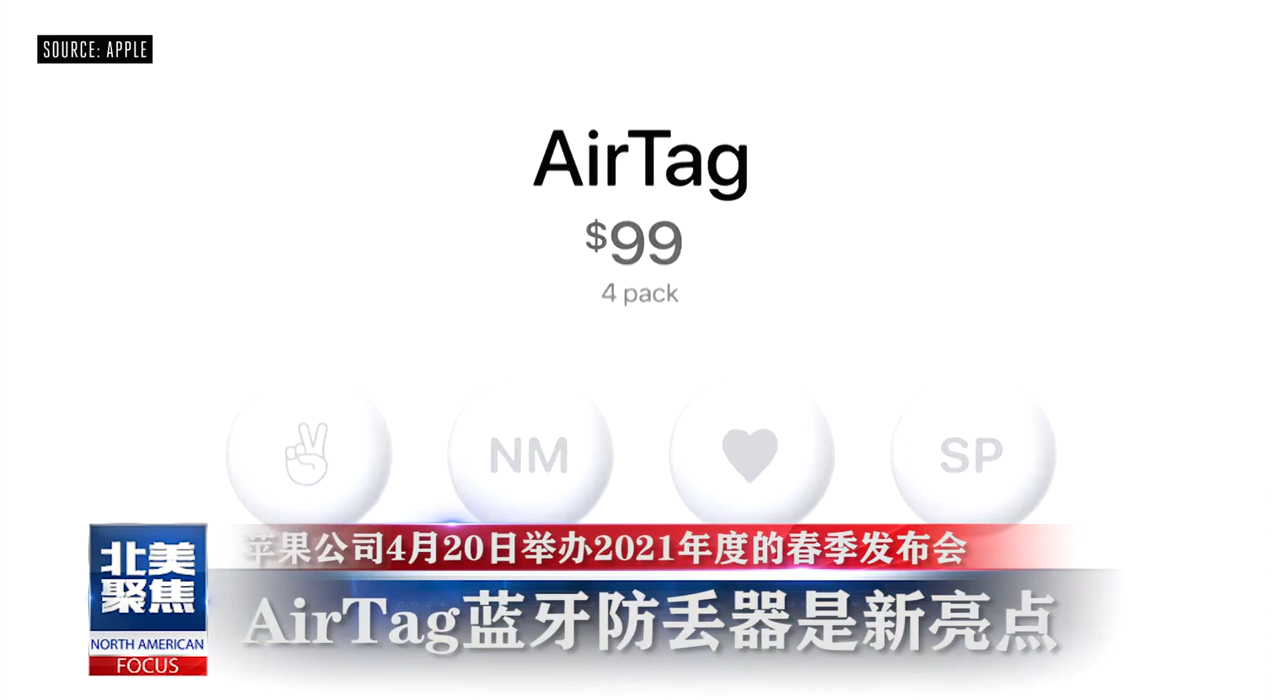 SOURCE: APPLE
AirTag
$99
4 pack
NM
SP
苹果公司4月20日举办2021年度的春季发布会
北美
聚焦
NORTH AMERICAN
FOCUS
AirTag蓝牙防丢器是新亮点